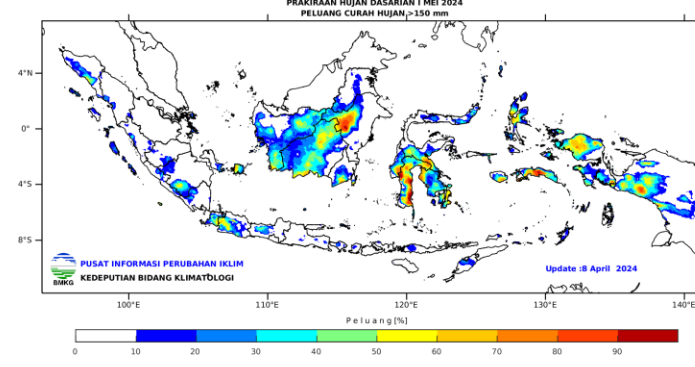 PRAKIRAAN HUJAN DASARIAN I MEI 2024
PELUANG CURAH HUJAN >150 mm
4°N
0°
4°S
8°S
PUSAT INFORMASI PERUBAHAN IKLIM
KEDEPUTIAN BIDANG KLIMATOLOGI
BMKG
Update :8 April 2024
100°E 110°E 120°E 130°E 140°E
Peluang[%]
0 10 20 30 40 50 60 70 80 90